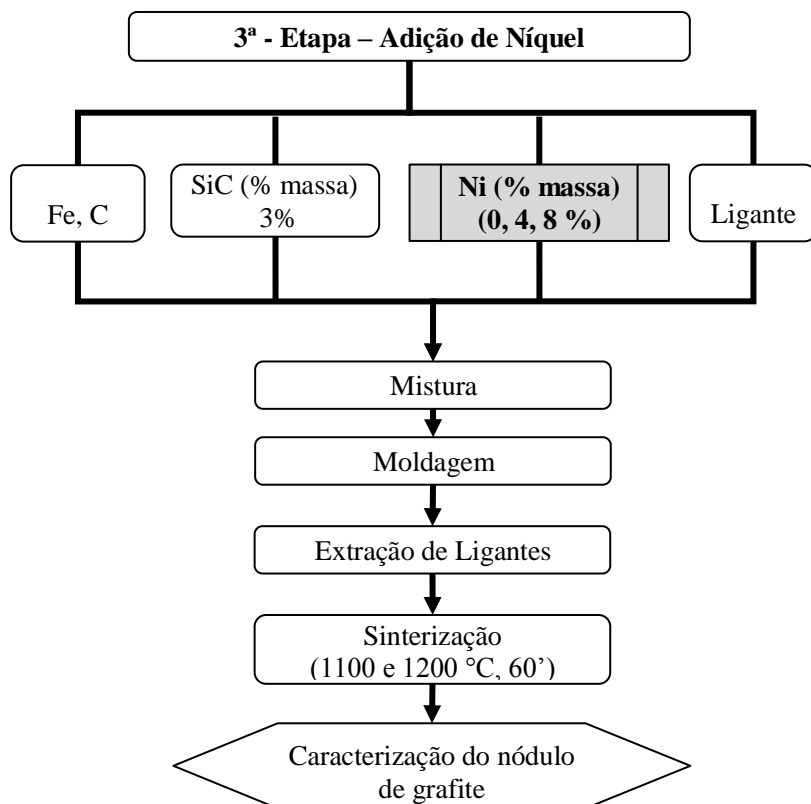 3ª - Etapa – Adição de Níquel
Fe, C
SiC (% massa)
3%
Ni (% massa)
(0, 4, 8 %)
Ligante
Mistura
Moldagem
Extração de Ligantes
Sinterização
(1100 e 1200 °C, 60’)
Caracterização do nódulo
de grafite